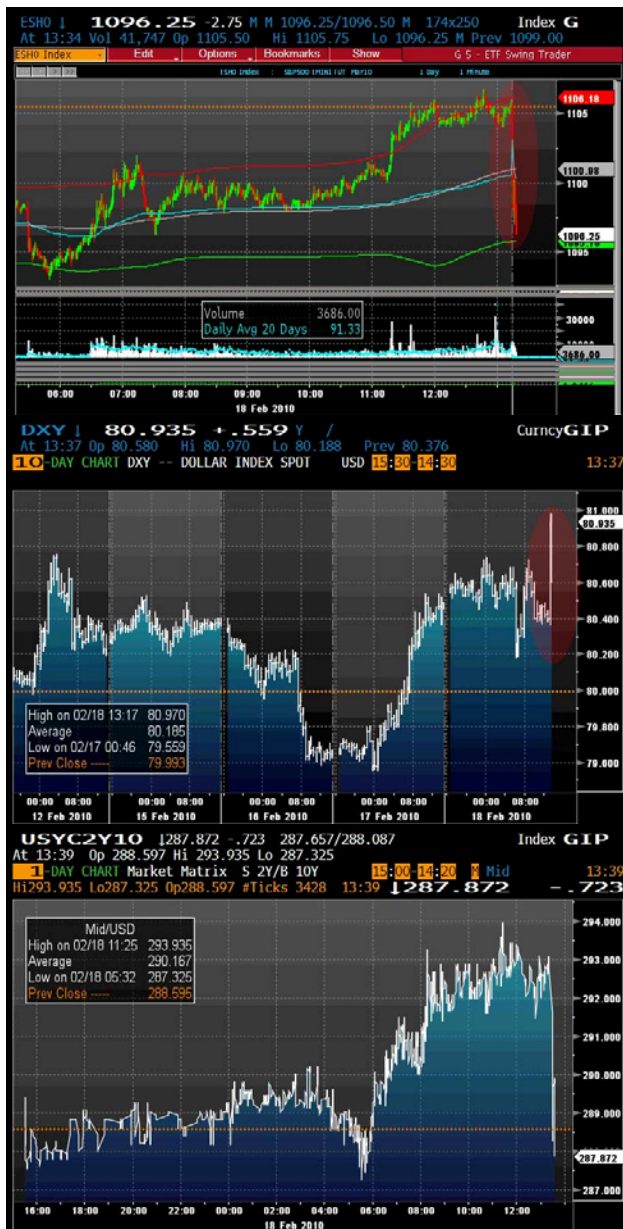 ESH0 ↓ 1096.25 -2.75 M M 1096.25/1096.50 M 174x250 Index G
At 13:34 Vol 41,747 Op 1105.50 Hi 1105.75 Lo 1096.25 M Prev 1099.00
ESH0 Index Edit Options Bookmarks Show G 5 - ETF Swing Trader
ESH0 Index : S&P500 EMINI FUT Mar10 1 Day 1 Minute
1106.18
1105
1100.98
1100
1096.25
1095
Volume 3686.00
Daily Avg 20 Days 91.33
30000
3686.00
06:00 07:00 08:00 09:00 10:00 11:00 12:00
18 Feb 2010
DXY ↓ 80.935 +.559 Y / CurncyGIP
At 13:37 Op 80.580 Hi 80.970 Lo 80.188 Prev 80.376
10-DAY CHART DXY -- DOLLAR INDEX SPOT USD 15:30-14:30 13:37
81.000
80.935
80.800
80.600
80.400
80.200
80.000
79.800
79.600
High on 02/18 13:17 80.970
Average 80.185
Low on 02/17 00:46 79.559
Prev Close ----- 79.993
00:00 08:00 00:00 08:00 00:00 08:00 00:00 08:00 00:00 08:00
12 Feb 2010 15 Feb 2010 16 Feb 2010 17 Feb 2010 18 Feb 2010
USYC2Y10 ↓287.872 -.723 287.657/288.087 Index GIP
At 13:39 Op 288.597 Hi 293.935 Lo 287.325
1-DAY CHART Market Matrix S 2Y/B 10Y 15:00-14:20 M Mid 13:39
Hi293.935 Lo287.325 Op288.597 #Ticks 3428 13:39 ↓287.872 -.723
Mid/USD
High on 02/18 11:25 293.935
Average 290.167
Low on 02/18 05:32 287.325
Prev Close ----- 288.595
294.000
293.000
292.000
291.000
290.000
289.000
287.872
287.000
16:00 18:00 20:00 22:00 00:00 02:00 04:00 06:00 08:00 10:00 12:00
18 Feb 2010